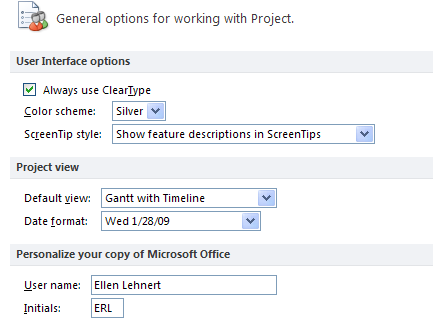 General options for working with Project.
User Interface options
Always use ClearType
Color scheme: Silver
ScreenTip style: Show feature descriptions in ScreenTips
Project view
Default view: Gantt with Timeline
Date format: Wed 1/28/09
Personalize your copy of Microsoft Office
User name: Ellen Lehnert
Initials: ERL